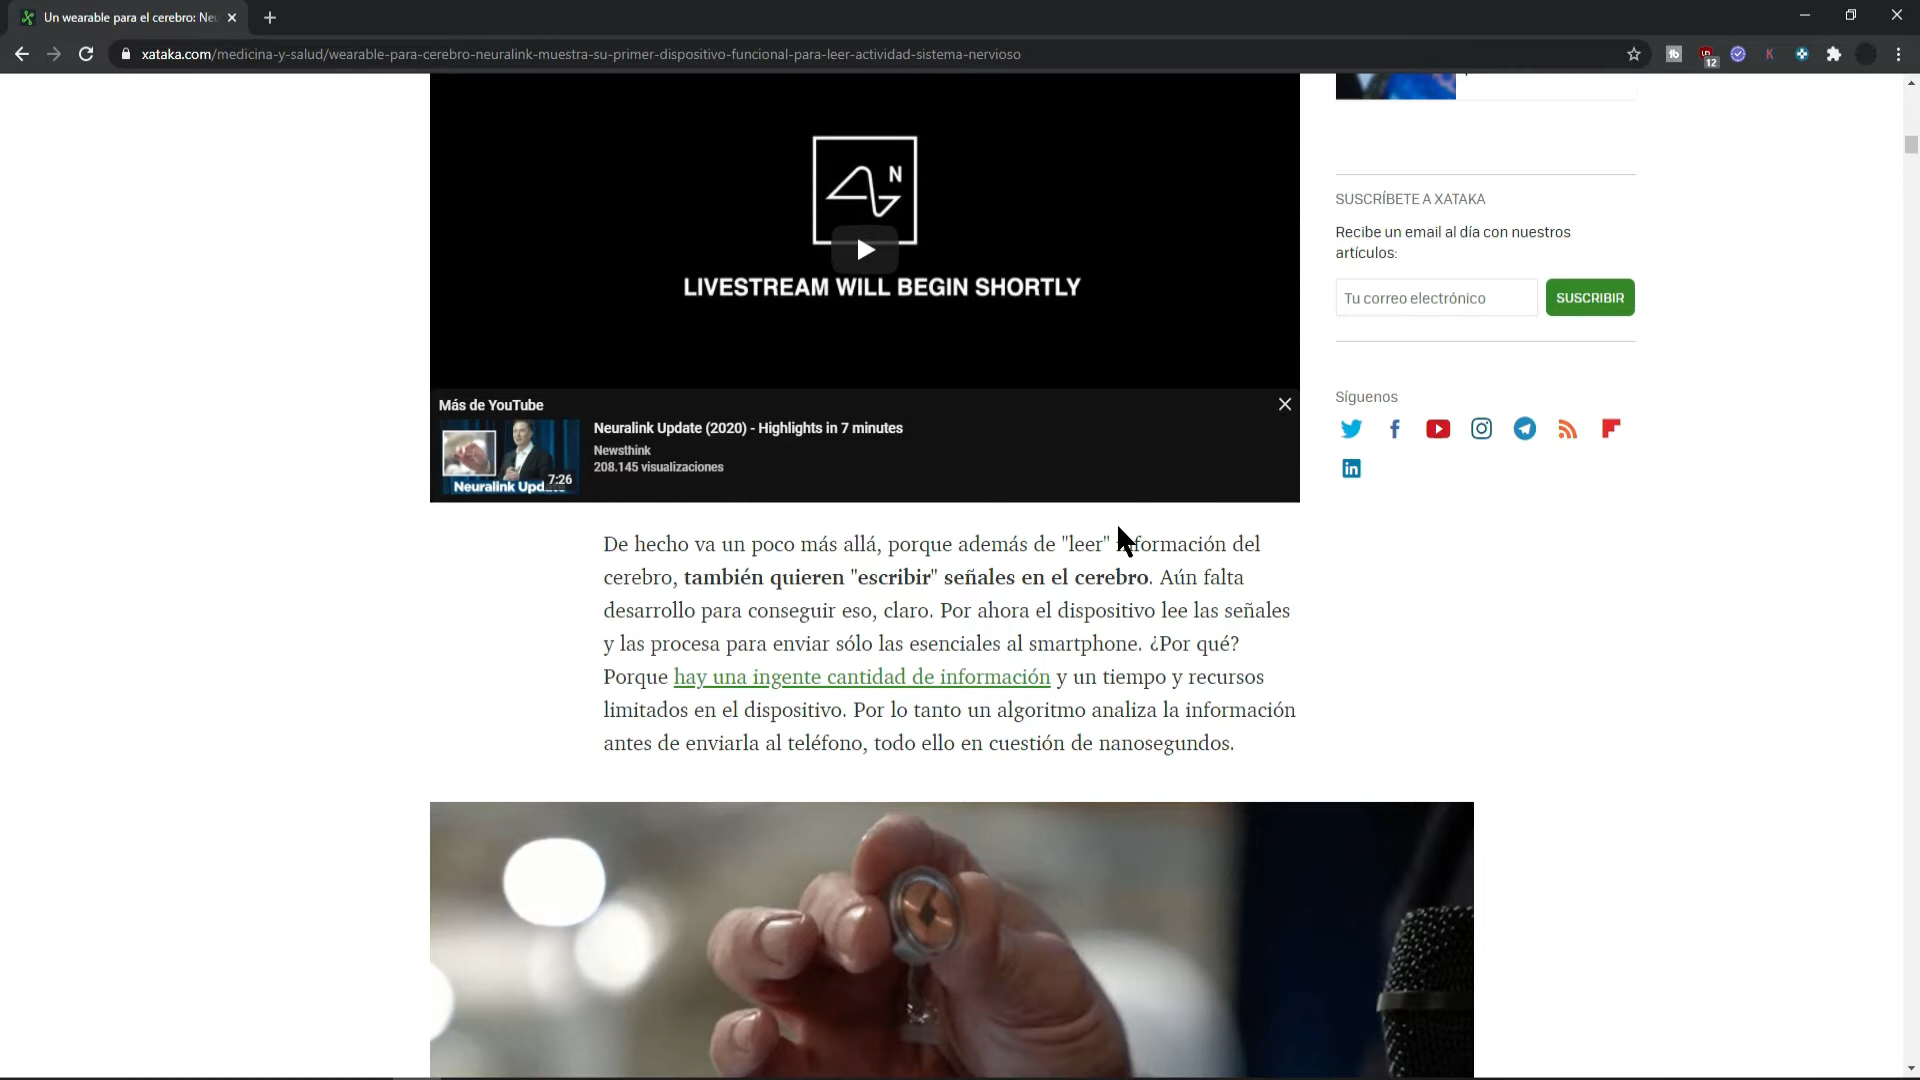 Un wearable para el cerebro: Ne
xataka.com/medicina-y-salud/wearable-para-cerebro-neuralink-muestra-su-primer-dispositivo-funcional-para-leer-actividad-sistema-nervioso
12
N
LIVESTREAM WILL BEGIN SHORTLY
SUSCRÍBETE A XATAKA
Recibe un email al día con nuestros
artículos:
Tu correo electrónico
SUSCRIBIR
Síguenos
Más de YouTube
Neuralink Update (2020) - Highlights in 7 minutes
Newsthink
208.145 visualizaciones
7:26
Neuralink Upd
De hecho va un poco más allá, porque además de "leer" información del
cerebro, también quieren "escribir" señales en el cerebro. Aún falta
desarrollo para conseguir eso, claro. Por ahora el dispositivo lee las señales
y las procesa para enviar sólo las esenciales al smartphone. ¿Por qué?
Porque hay una ingente cantidad de información y un tiempo y recursos
limitados en el dispositivo. Por lo tanto un algoritmo analiza la información
antes de enviarla al teléfono, todo ello en cuestión de nanosegundos.